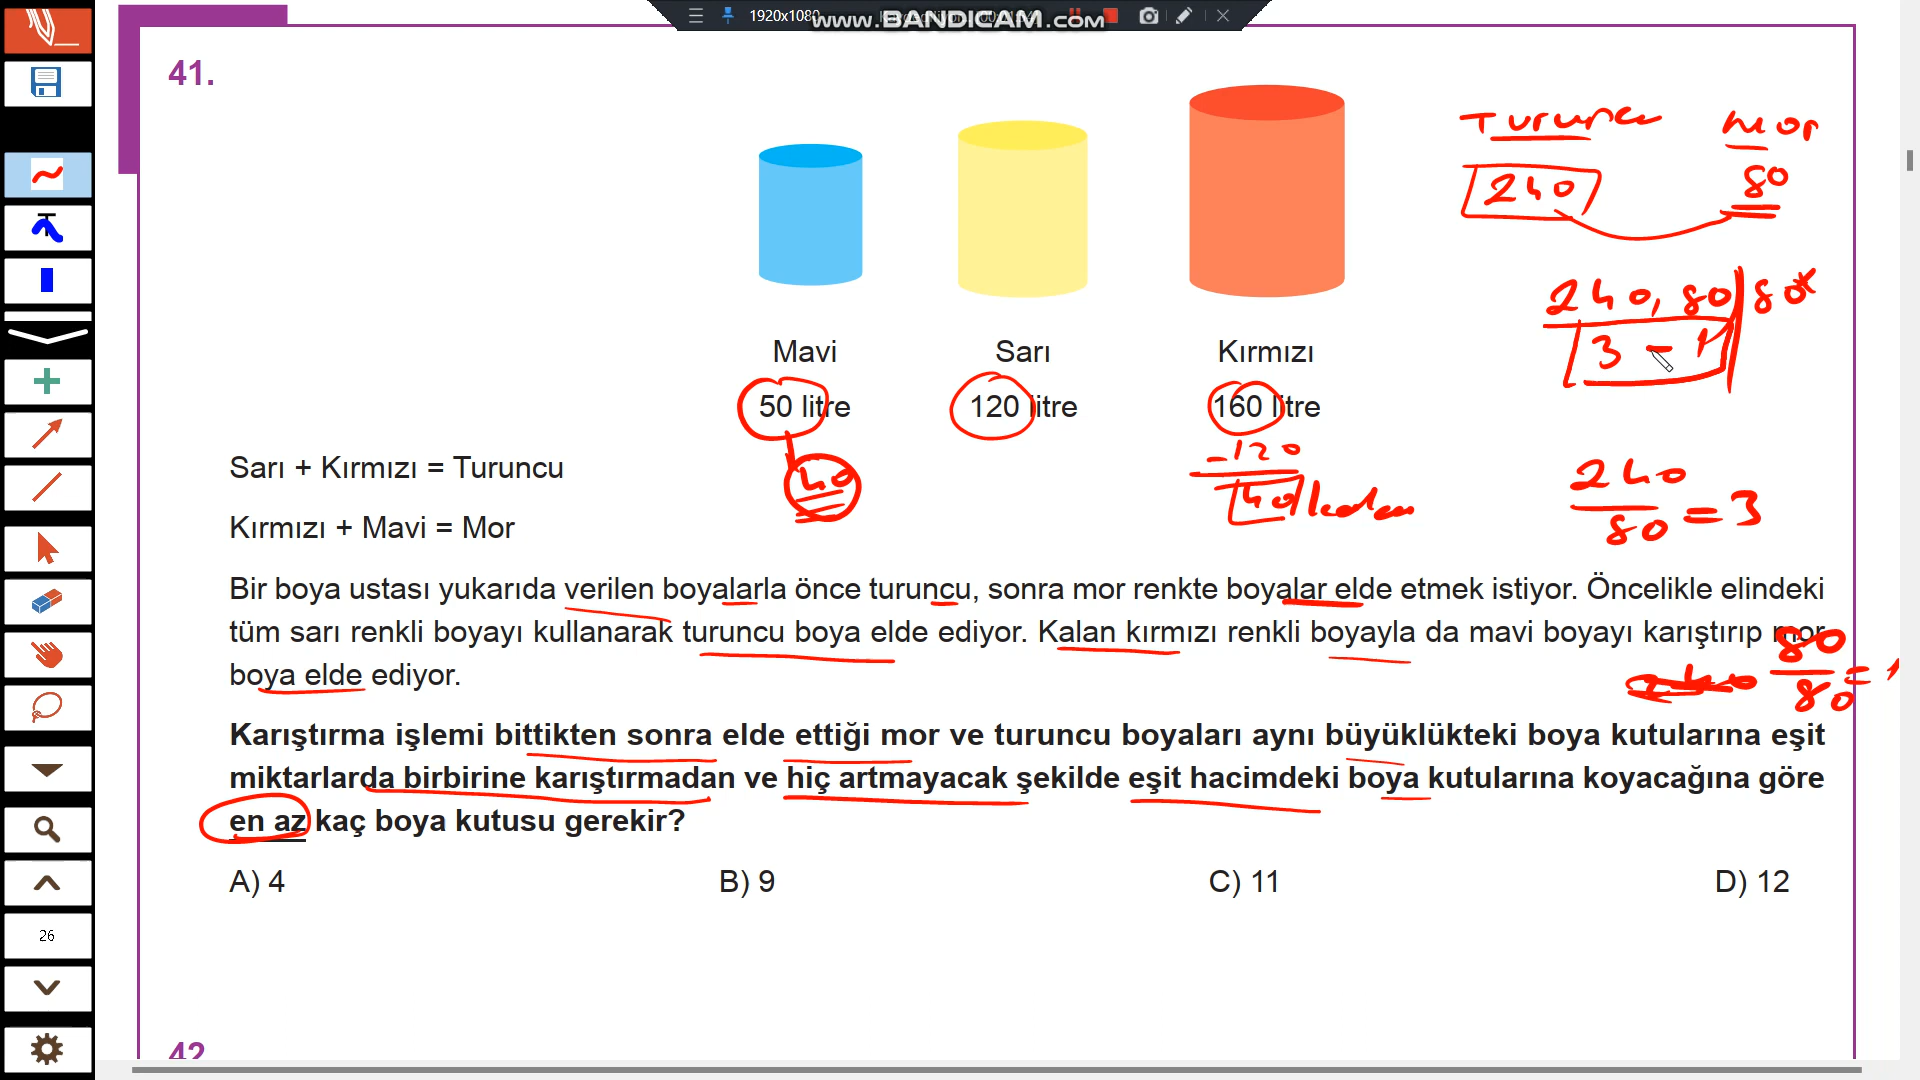 1920x1080
www.BANDICAM.com
41.
Turuncu
mor
240
80
240, 80 | 80*
3 - 1
Mavi
Sarı
Kırmızı
50 litre
120 litre
160 litre
40
-120
40 kalan
240
80 = 3
Sarı + Kırmızı = Turuncu
Kırmızı + Mavi = Mor
Bir boya ustası yukarıda verilen boyalarla önce turuncu, sonra mor renkte boyalar elde etmek istiyor. Öncelikle elindeki
tüm sarı renkli boyayı kullanarak turuncu boya elde ediyor. Kalan kırmızı renkli boyayla da mavi boyayı karıştırıp mor
boya elde ediyor.
80
80 = 1
Karıştırma işlemi bittikten sonra elde ettiği mor ve turuncu boyaları aynı büyüklükteki boya kutularına eşit
miktarlarda birbirine karıştırmadan ve hiç artmayacak şekilde eşit hacimdeki boya kutularına koyacağına göre
en az kaç boya kutusu gerekir?
A) 4
B) 9
C) 11
D) 12
26
42